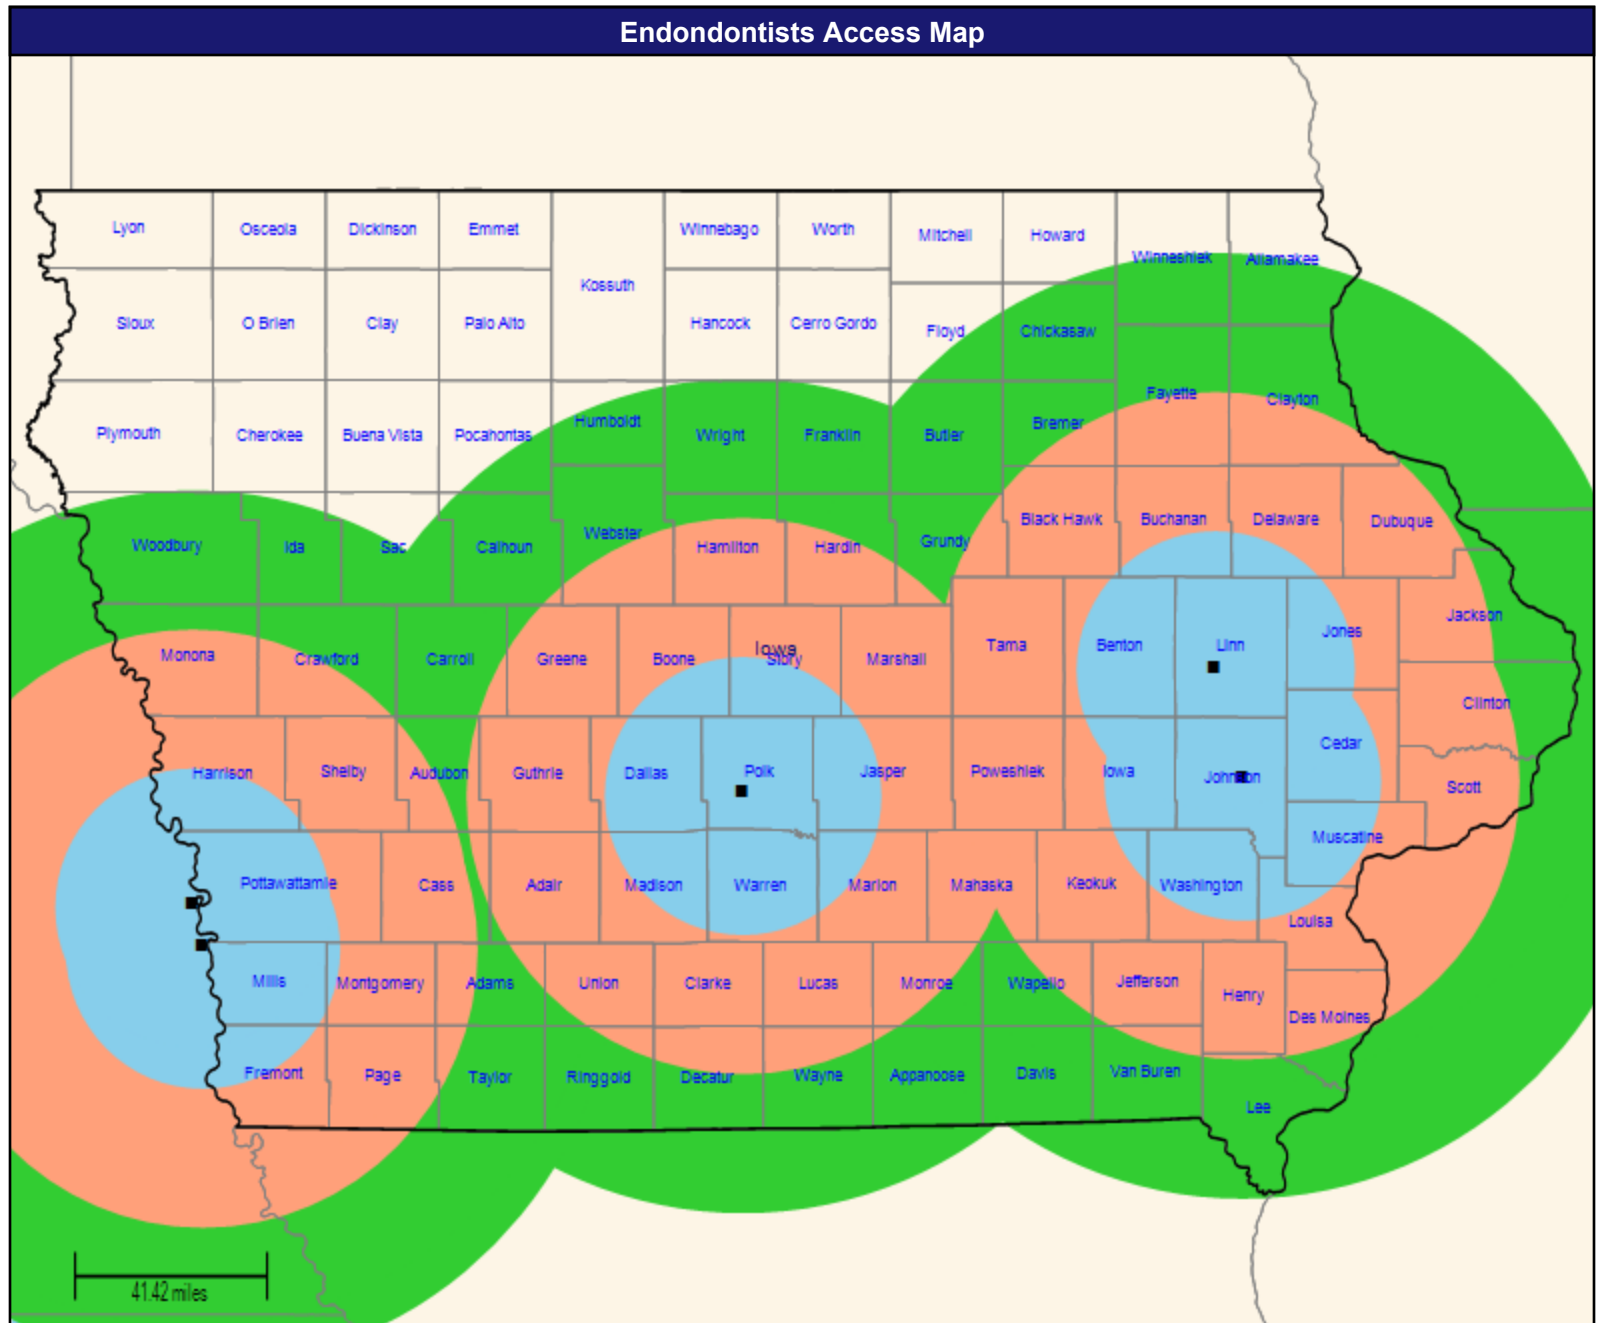 Endondontists Access Map
Lyon
Osceola
Dickinson
Emmet
Winnebago
Worth
Mitchell
Howard
Winneshiek
Allamakee
Kossuth
Sioux
O Brien
Clay
Palo Alto
Hancock
Cerro Gordo
Floyd
Chickasaw
Fayette
Clayton
Plymouth
Cherokee
Buena Vista
Pocahontas
Humboldt
Wright
Franklin
Butler
Bremer
Woodbury
Ida
Sac
Calhoun
Webster
Hamilton
Hardin
Grundy
Black Hawk
Buchanan
Delaware
Dubuque
Monona
Crawford
Carroll
Greene
Boone
Iowa
Story
Marshall
Tama
Benton
Linn
Jones
Jackson
Harrison
Shelby
Audubon
Guthrie
Dallas
Polk
Jasper
Poweshiek
Iowa
Johnson
Cedar
Clinton
Scott
Muscatine
Pottawattamie
Cass
Adair
Madison
Warren
Marion
Mahaska
Keokuk
Washington
Louisa
Mills
Montgomery
Adams
Union
Clarke
Lucas
Monroe
Wapello
Jefferson
Henry
Des Moines
Fremont
Page
Taylor
Ringgold
Decatur
Wayne
Appanoose
Davis
Van Buren
Lee
41.42 miles